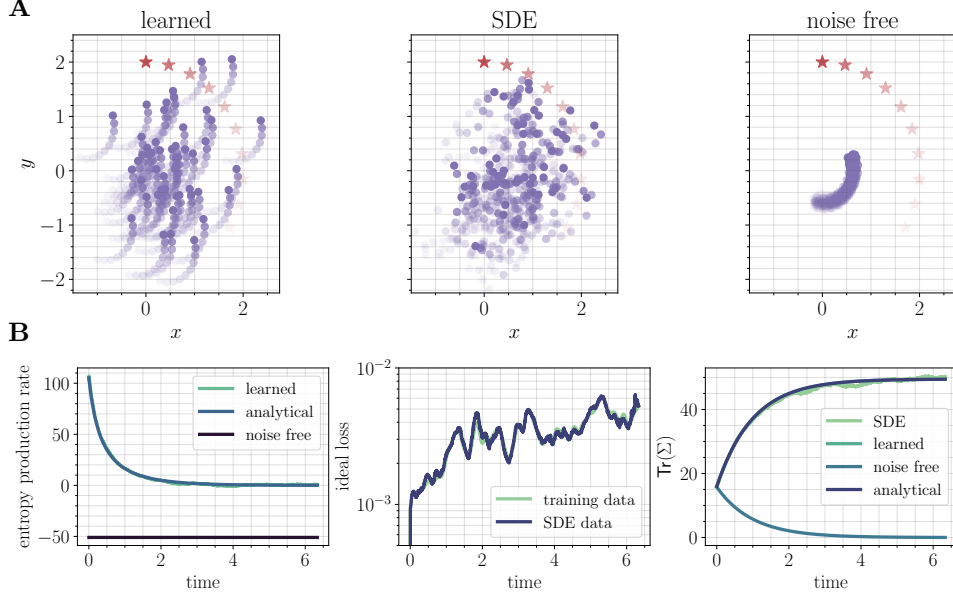 A
learned
SDE
noise free
2
1
0
−1
−2
y
0
2
x
0
2
x
0
2
x
B
entropy production rate
100
50
0
−50
learned
analytical
noise free
0
2
4
6
time
ideal loss
10−2
10−3
training data
SDE data
0
2
4
6
time
Tr(Σ)
40
20
0
SDE
learned
noise free
analytical
0
2
4
6
time